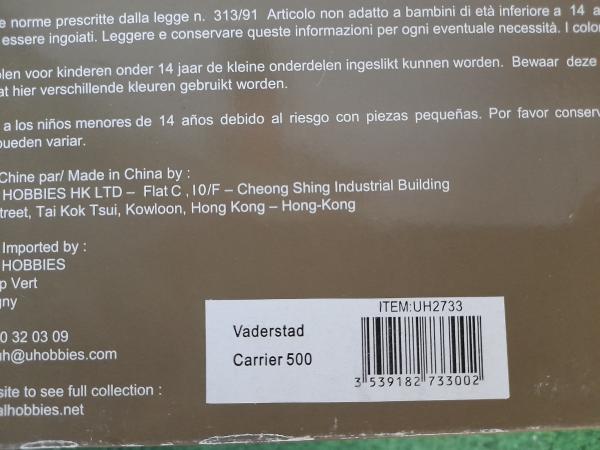 e norme prescritte dalla legge n. 313/91 Articolo non adatto a bambini di età inferiore a 14 a
essere ingoiati. Leggere e conservare queste informazioni per ogni eventuale necessità. I color
len voor kinderen onder 14 jaar de kleine onderdelen ingeslikt kunnen worden. Bewaar deze
at hier verschillende kleuren gebruikt worden.
a los niños menores de 14 años debido al riesgo con piezas pequeñas. Por favor conserv
pueden variar.
Chine par/ Made in China by :
HOBBIES HK LTD – Flat C , 10/F – Cheong Shing Industrial Building
treet, Tai Kok Tsui, Kowloon, Hong Kong – Hong-Kong
Imported by :
HOBBIES
p Vert
gny
0 32 03 09
uh@uhobbies.com
site to see full collection :
alhobbies.net
ITEM:UH2733
Vaderstad
Carrier 500
3 539182 733002